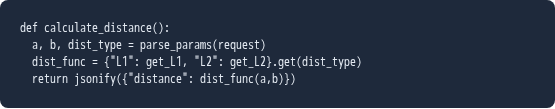 def calculate_distance():
  a, b, dist_type = parse_params(request)
  dist_func = {"L1": get_L1, "L2": get_L2}.get(dist_type)
  return jsonify({"distance": dist_func(a,b)})